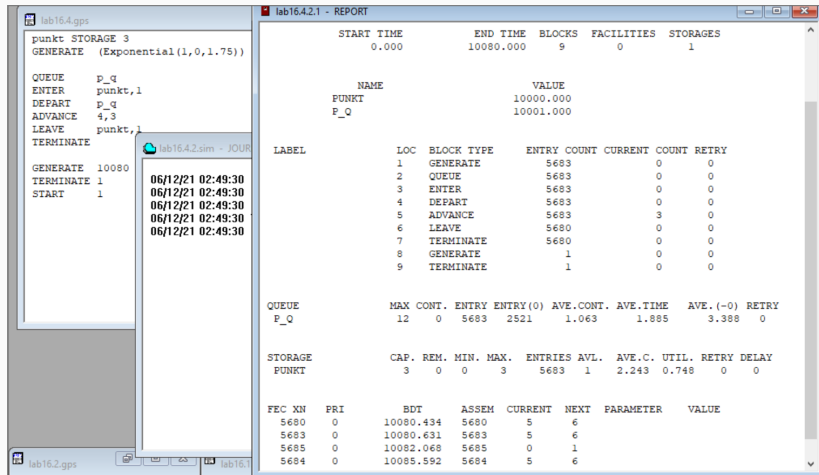 lab16.4.gps
punkt STORAGE 3
GENERATE (Exponential(1,0,1.75))
QUEUE p_q
ENTER punkt,1
DEPART p_q
ADVANCE 4,3
LEAVE punkt,1
TERMINATE
GENERATE 10080
TERMINATE 1
START 1
lab16.4.2.sim - JOUR
06/12/21 02:49:30
06/12/21 02:49:30
06/12/21 02:49:30
06/12/21 02:49:30
06/12/21 02:49:30
lab16.4.2.1 - REPORT
START TIME END TIME BLOCKS FACILITIES STORAGES
0.000 10080.000 9 0 1
NAME VALUE
PUNKT 10000.000
P_Q 10001.000
LABEL LOC BLOCK TYPE ENTRY COUNT CURRENT COUNT RETRY
1 GENERATE 5683 0 0
2 QUEUE 5683 0 0
3 ENTER 5683 0 0
4 DEPART 5683 0 0
5 ADVANCE 5683 3 0
6 LEAVE 5680 0 0
7 TERMINATE 5680 0 0
8 GENERATE 1 0 0
9 TERMINATE 1 0 0
QUEUE MAX CONT. ENTRY ENTRY(0) AVE.CONT. AVE.TIME AVE.(-0) RETRY
P_Q 12 0 5683 2521 1.063 1.885 3.388 0
STORAGE CAP. REM. MIN. MAX. ENTRIES AVL. AVE.C. UTIL. RETRY DELAY
PUNKT 3 0 0 3 5683 1 2.243 0.748 0 0
FEC XN PRI BDT ASSEM CURRENT NEXT PARAMETER VALUE
5680 0 10080.434 5680 5 6
5683 0 10080.631 5683 5 6
5685 0 10082.068 5685 0 1
5684 0 10085.592 5684 5 6
lab16.2.gps
lab16.1